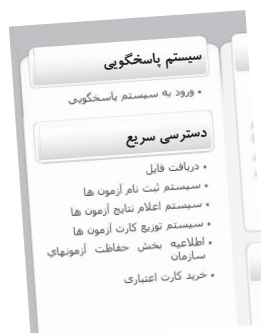 سیستم پاسخگویی
• ورود به سیستم پاسخگویی
دسترسی سریع
• دریافت فایل
• سیستم ثبت نام آزمون ها
• سیستم اعلام نتایج آزمون ها
• سیستم توزیع کارت آزمون ها
• اطلاعیه بخش حفاظت آزمونهاي
سازمان
• خرید کارت اعتباری